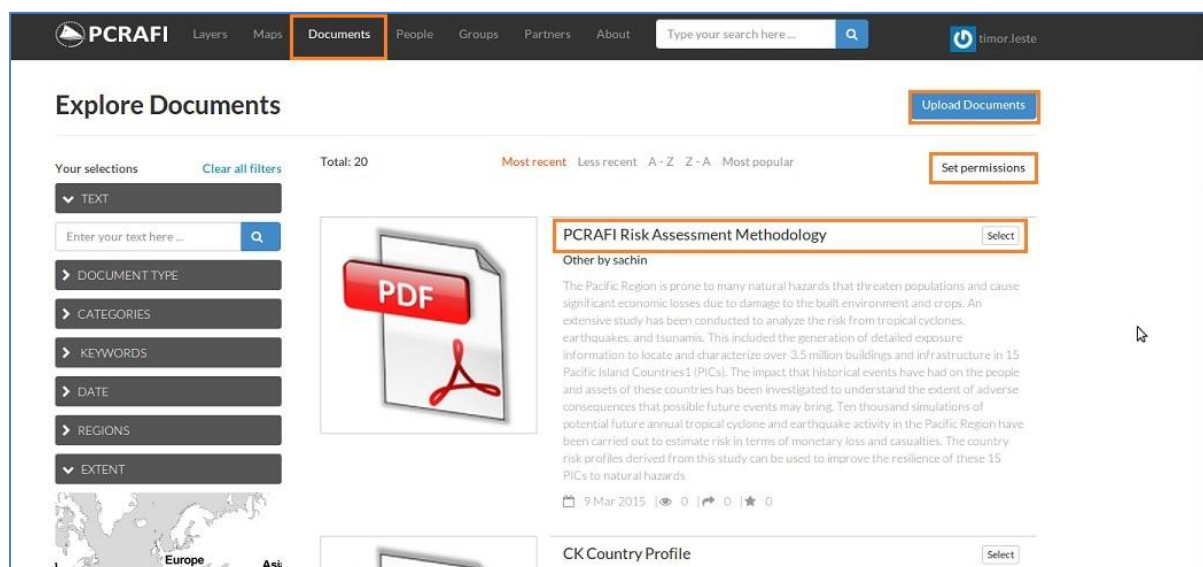 PCRAFI Layers Maps Documents People Groups Partners About Type your search here ... timor.leste
Explore Documents
Upload Documents
Your selections Clear all filters
Total: 20 Most recent Less recent A - Z Z - A Most popular
Set permissions
TEXT
Enter your text here ...
DOCUMENT TYPE
CATEGORIES
KEYWORDS
DATE
REGIONS
EXTENT
Europe
PDF
PCRAFI Risk Assessment Methodology Select
Other by sachin
The Pacific Region is prone to many natural hazards that threaten populations and cause
significant economic losses due to damage to the built environment and crops. An
extensive study has been conducted to analyze the risk from tropical cyclones,
earthquakes, and tsunamis. This included the generation of detailed exposure
information to locate and characterize over 3.5 million buildings and infrastructure in 15
Pacific Island Countries1 (PICs). The impact that historical events have had on the people
and assets of these countries has been investigated to understand the extent of adverse
consequences that possible future events may bring. Ten thousand simulations of
potential future annual tropical cyclone and earthquake activity in the Pacific Region have
been carried out to estimate risk in terms of monetary loss and casualties. The country
risk profiles derived from this study can be used to improve the resilience of these 15
PICs to natural hazards
9 Mar 2015 | 0 | 0 | 0
CK Country Profile Select